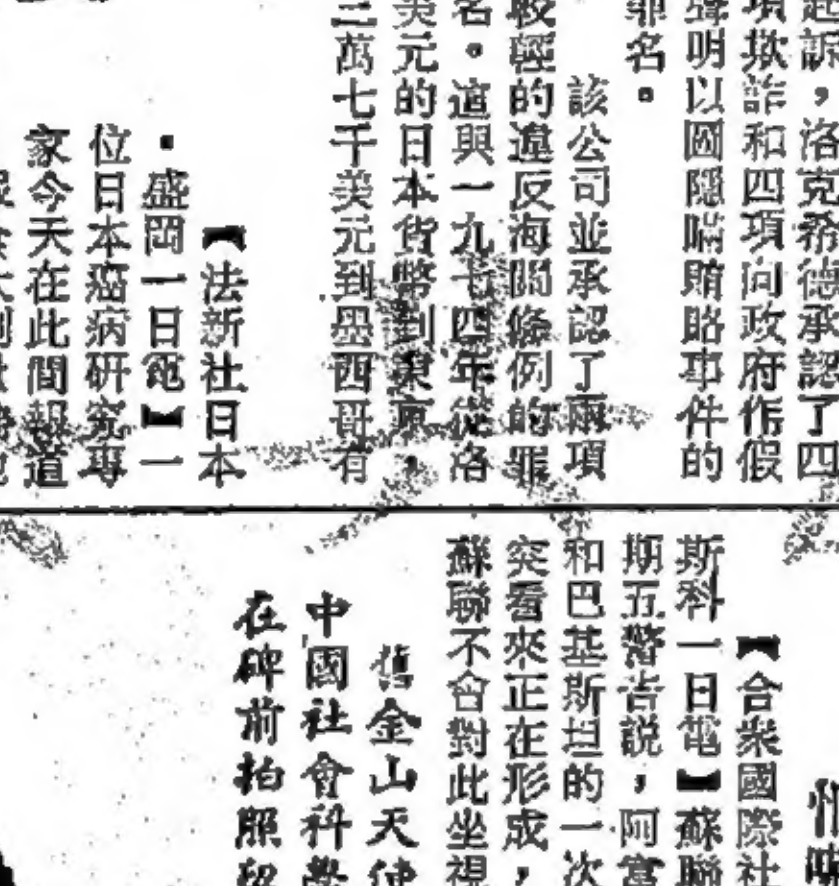 起訴，洛克希德承認了四
項欺詐和四項向政府作假
聲明以圖隱瞞賄賂事件的
罪名。
該公司並承認了兩項
較輕的違反海關條例的罪
名。這與一九七四年從洛
美元的日本貨幣到東京，
三萬七千美元到墨西哥有
【法新社日本
·盛岡一日電】一
位日本癌病研究專
家今天在此間報道
【合衆國際社
斯科一日電】蘇聯
期五警告説，阿富
和巴基斯坦的一次
突看來正在形成，
蘇聯不會對此坐視
舊金山天使
中國社會科學
在碑前拍照留